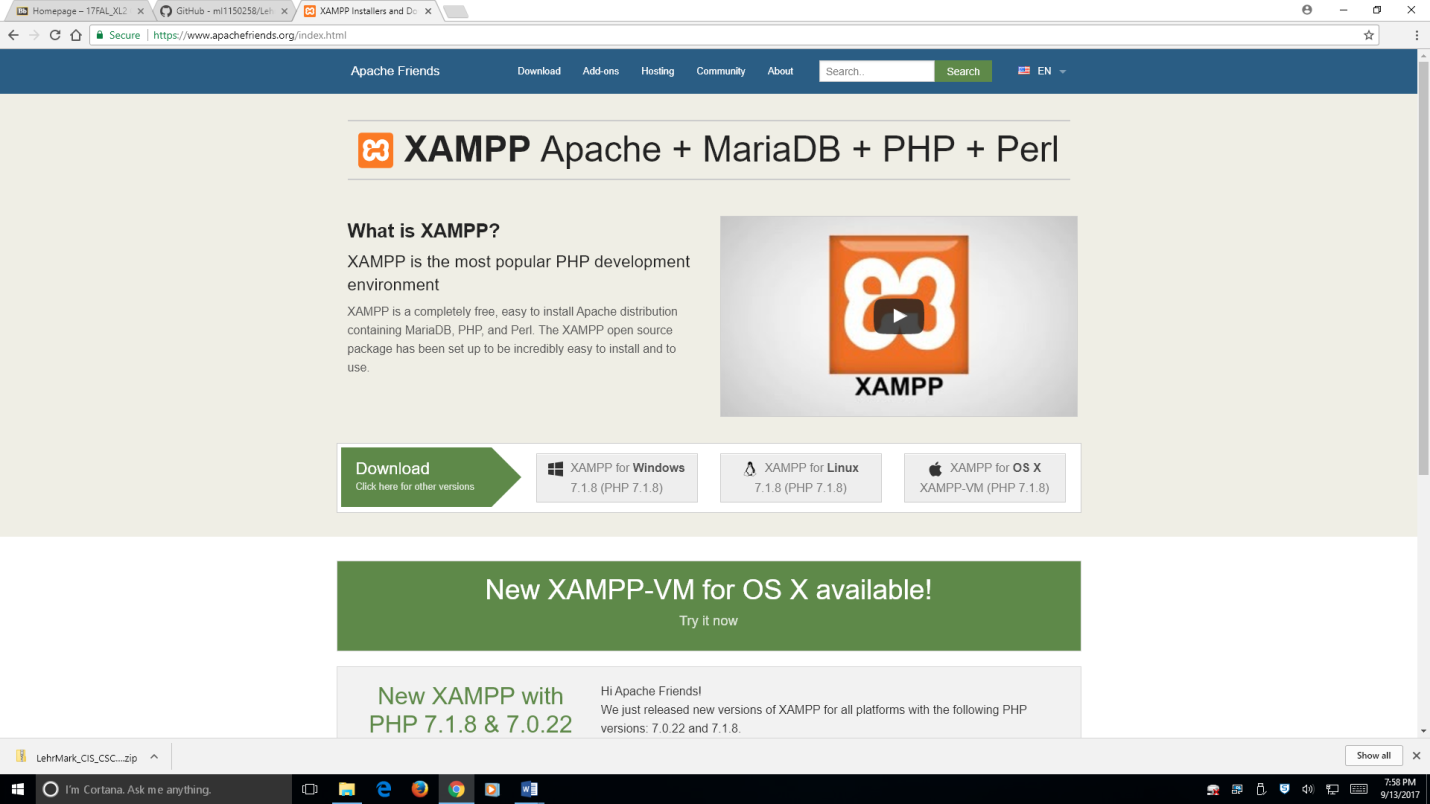 Homepage – 17FAL_XL2
GitHub - ml1150258/Leh
XAMPP Installers and Do
Secure
https://www.apachefriends.org/index.html
Apache Friends
Download
Add-ons
Hosting
Community
About
Search..
Search
EN
XAMPP Apache + MariaDB + PHP + Perl
What is XAMPP?
XAMPP is the most popular PHP development
environment
XAMPP is a completely free, easy to install Apache distribution
containing MariaDB, PHP, and Perl. The XAMPP open source
package has been set up to be incredibly easy to install and to
use.
XAMPP
Download
Click here for other versions
XAMPP for Windows
7.1.8 (PHP 7.1.8)
XAMPP for Linux
7.1.8 (PHP 7.1.8)
XAMPP for OS X
XAMPP-VM (PHP 7.1.8)
New XAMPP-VM for OS X available!
Try it now
New XAMPP with
PHP 7.1.8 & 7.0.22
Hi Apache Friends!
We just released new versions of XAMPP for all platforms with the following PHP
versions: 7.0.22 and 7.1.8.
LehrMark_CIS_CSC....zip
Show all
I'm Cortana. Ask me anything.
7:58 PM
9/13/2017